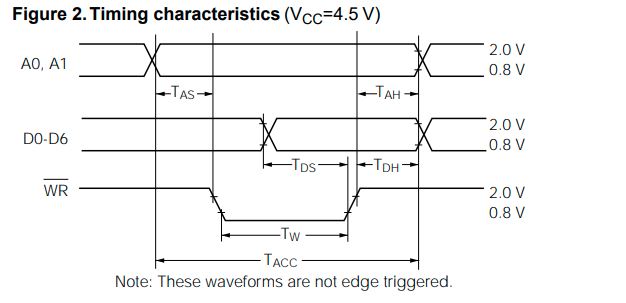 Figure 2. Timing characteristics (VCC=4.5 V)
A0, A1
2.0 V
0.8 V
TAS
TAH
D0-D6
2.0 V
0.8 V
TDS
TDH
WR
2.0 V
0.8 V
TW
TACC
Note: These waveforms are not edge triggered.